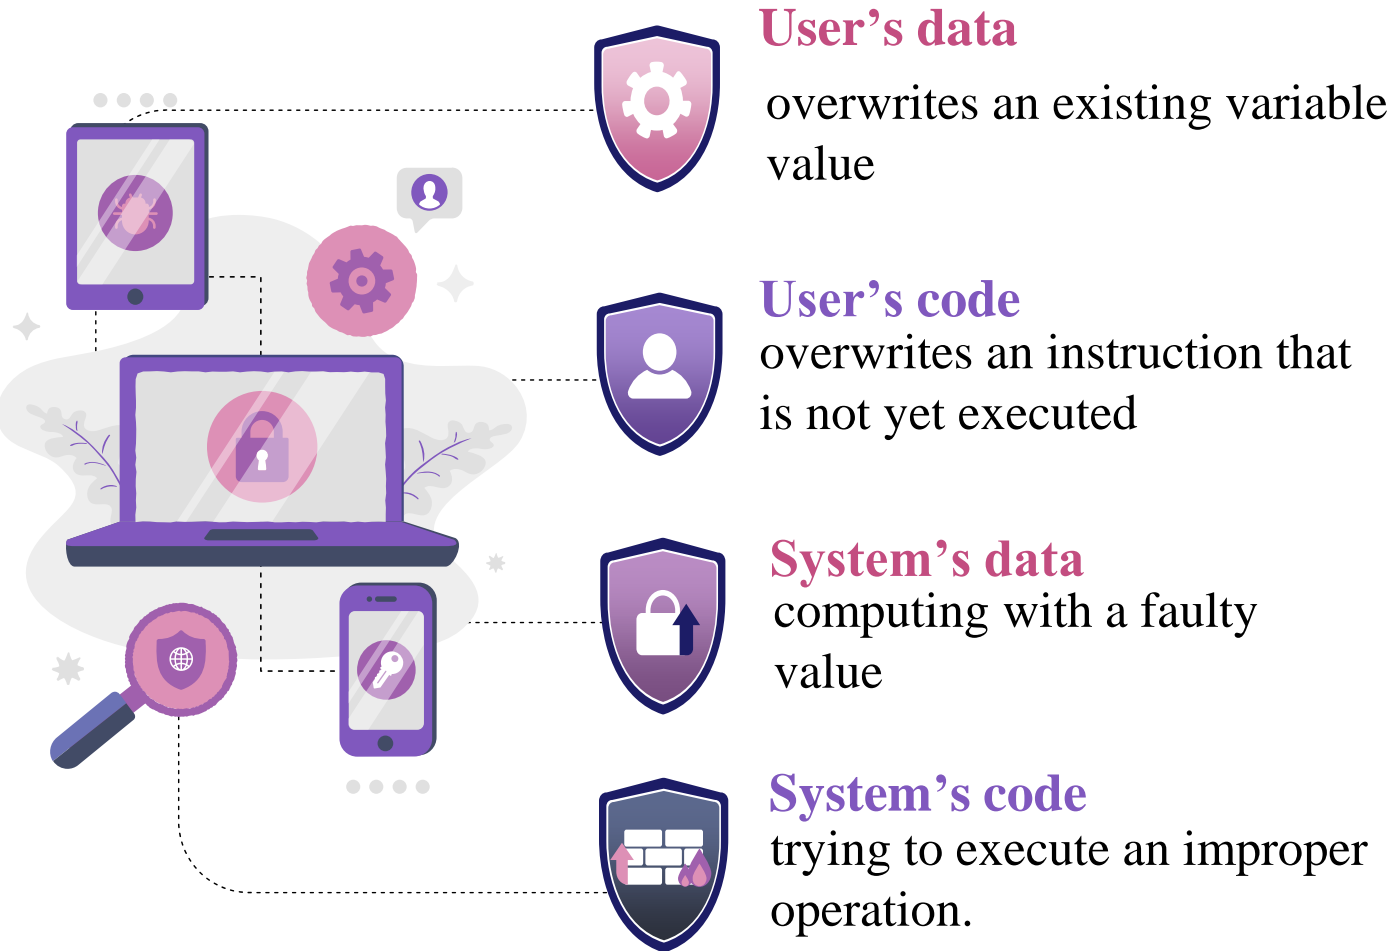 User’s data
overwrites an existing variable
value
User’s code
overwrites an instruction that
is not yet executed
System’s data
computing with a faulty
value
System’s code
trying to execute an improper
operation.